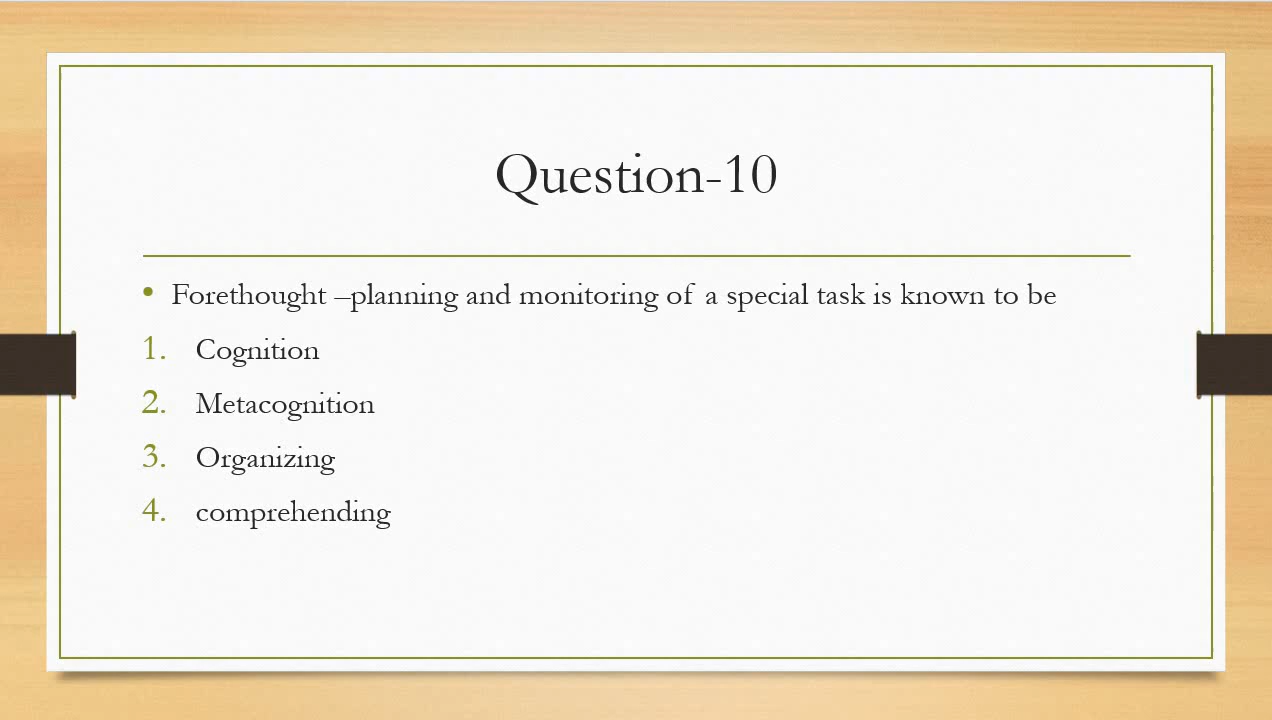 Question-10
• Forethought –planning and monitoring of a special task is known to be
1. Cognition
2. Metacognition
3. Organizing
4. comprehending